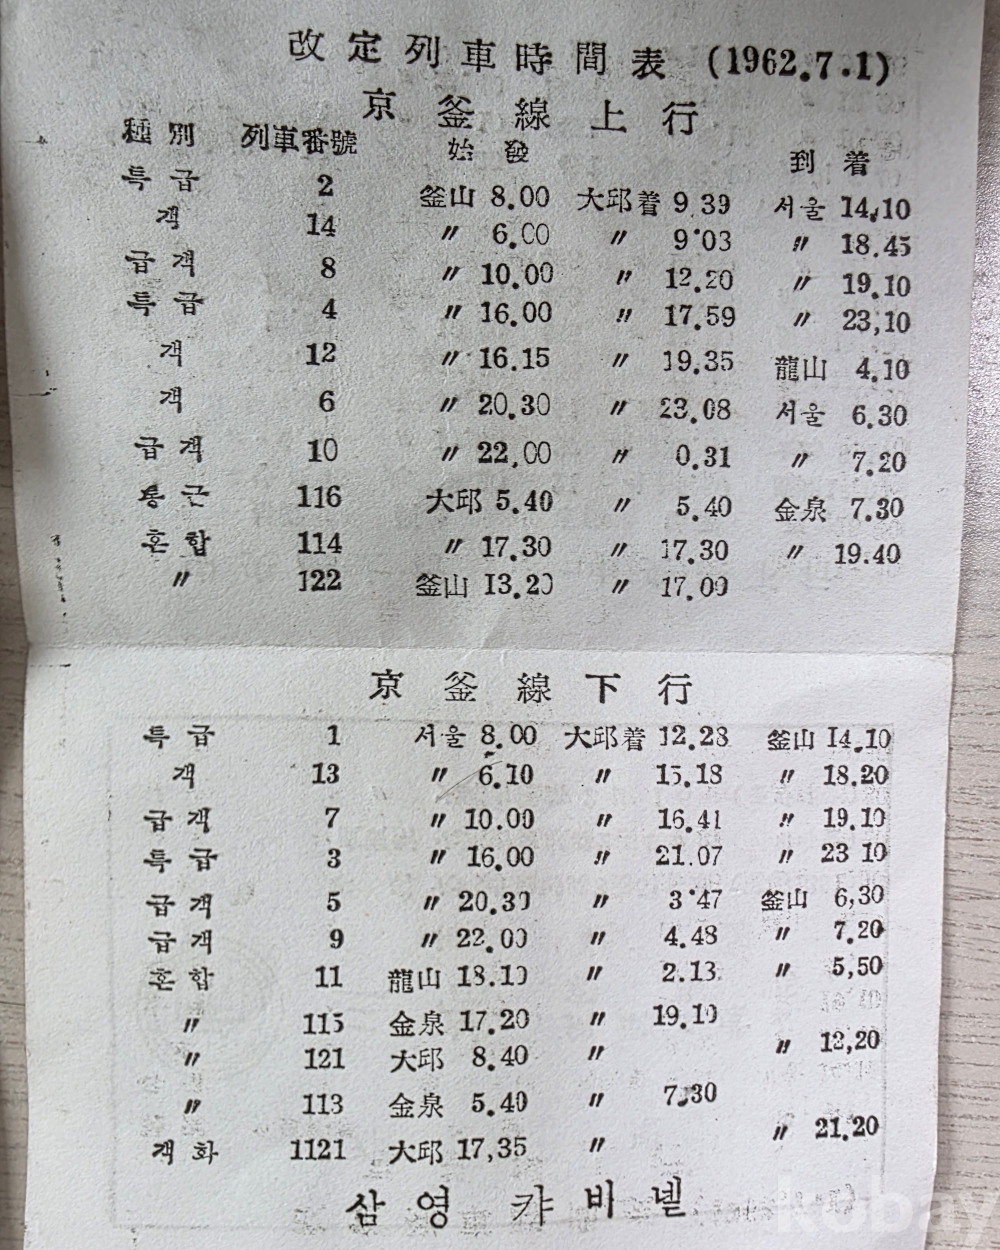 改定列車時間表 (1962.7.1)
京釜線上行
種別 列車番號 始發 到着
특급 2 釜山 8.00 大邱着 9.39 서울 14.10
객 14 〃 6.00 〃 9.03 〃 18.45
급객 8 〃 10.00 〃 12.20 〃 19.10
특급 4 〃 16.00 〃 17.59 〃 23,10
객 12 〃 16.15 〃 19.35 龍山 4.10
객 6 〃 20.30 〃 23.08 서울 6.30
급객 10 〃 22,00 〃 0.31 〃 7.20
통근 116 大邱 5.40 〃 5.40 金泉 7.30
혼합 114 〃 17.30 〃 17.30 〃 19.40
〃 122 釜山 13.20 〃 17.00
京釜線下行
특급 1 서울 8.00 大邱着 12.23 釜山 14.10
객 13 〃 6.10 〃 15.18 〃 18.20
급객 7 〃 10.00 〃 16.41 〃 19.10
특급 3 〃 16.00 〃 21.07 〃 23 10
급객 5 〃 20.30 〃 3.47 釜山 6,30
급객 9 〃 22.00 〃 4.48 〃 7.20
혼합 11 龍山 18.10 〃 2.13 〃 5,50
〃 115 金泉 17.20 〃 19.10
〃 121 大邱 8.40 〃 〃 12,20
〃 113 金泉 5.40 〃 7.30
객화 1121 大邱 17,35 〃 〃 21.20
삼영 캬비넬
kobay